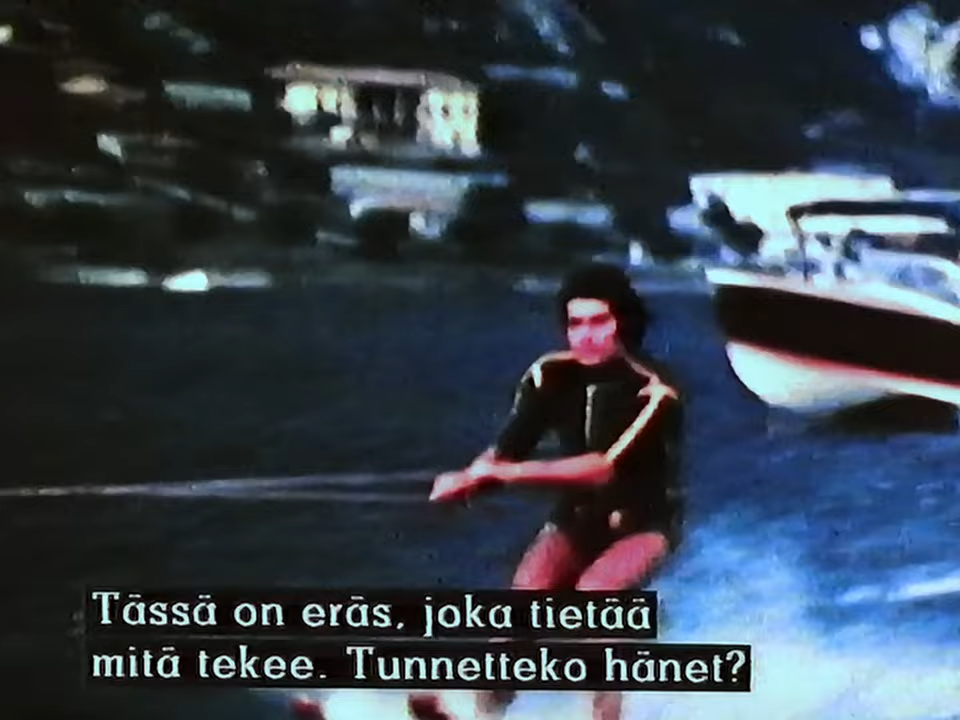 Tässä on eräs, joka tietää
mitä tekee. Tunnetteko hänet?